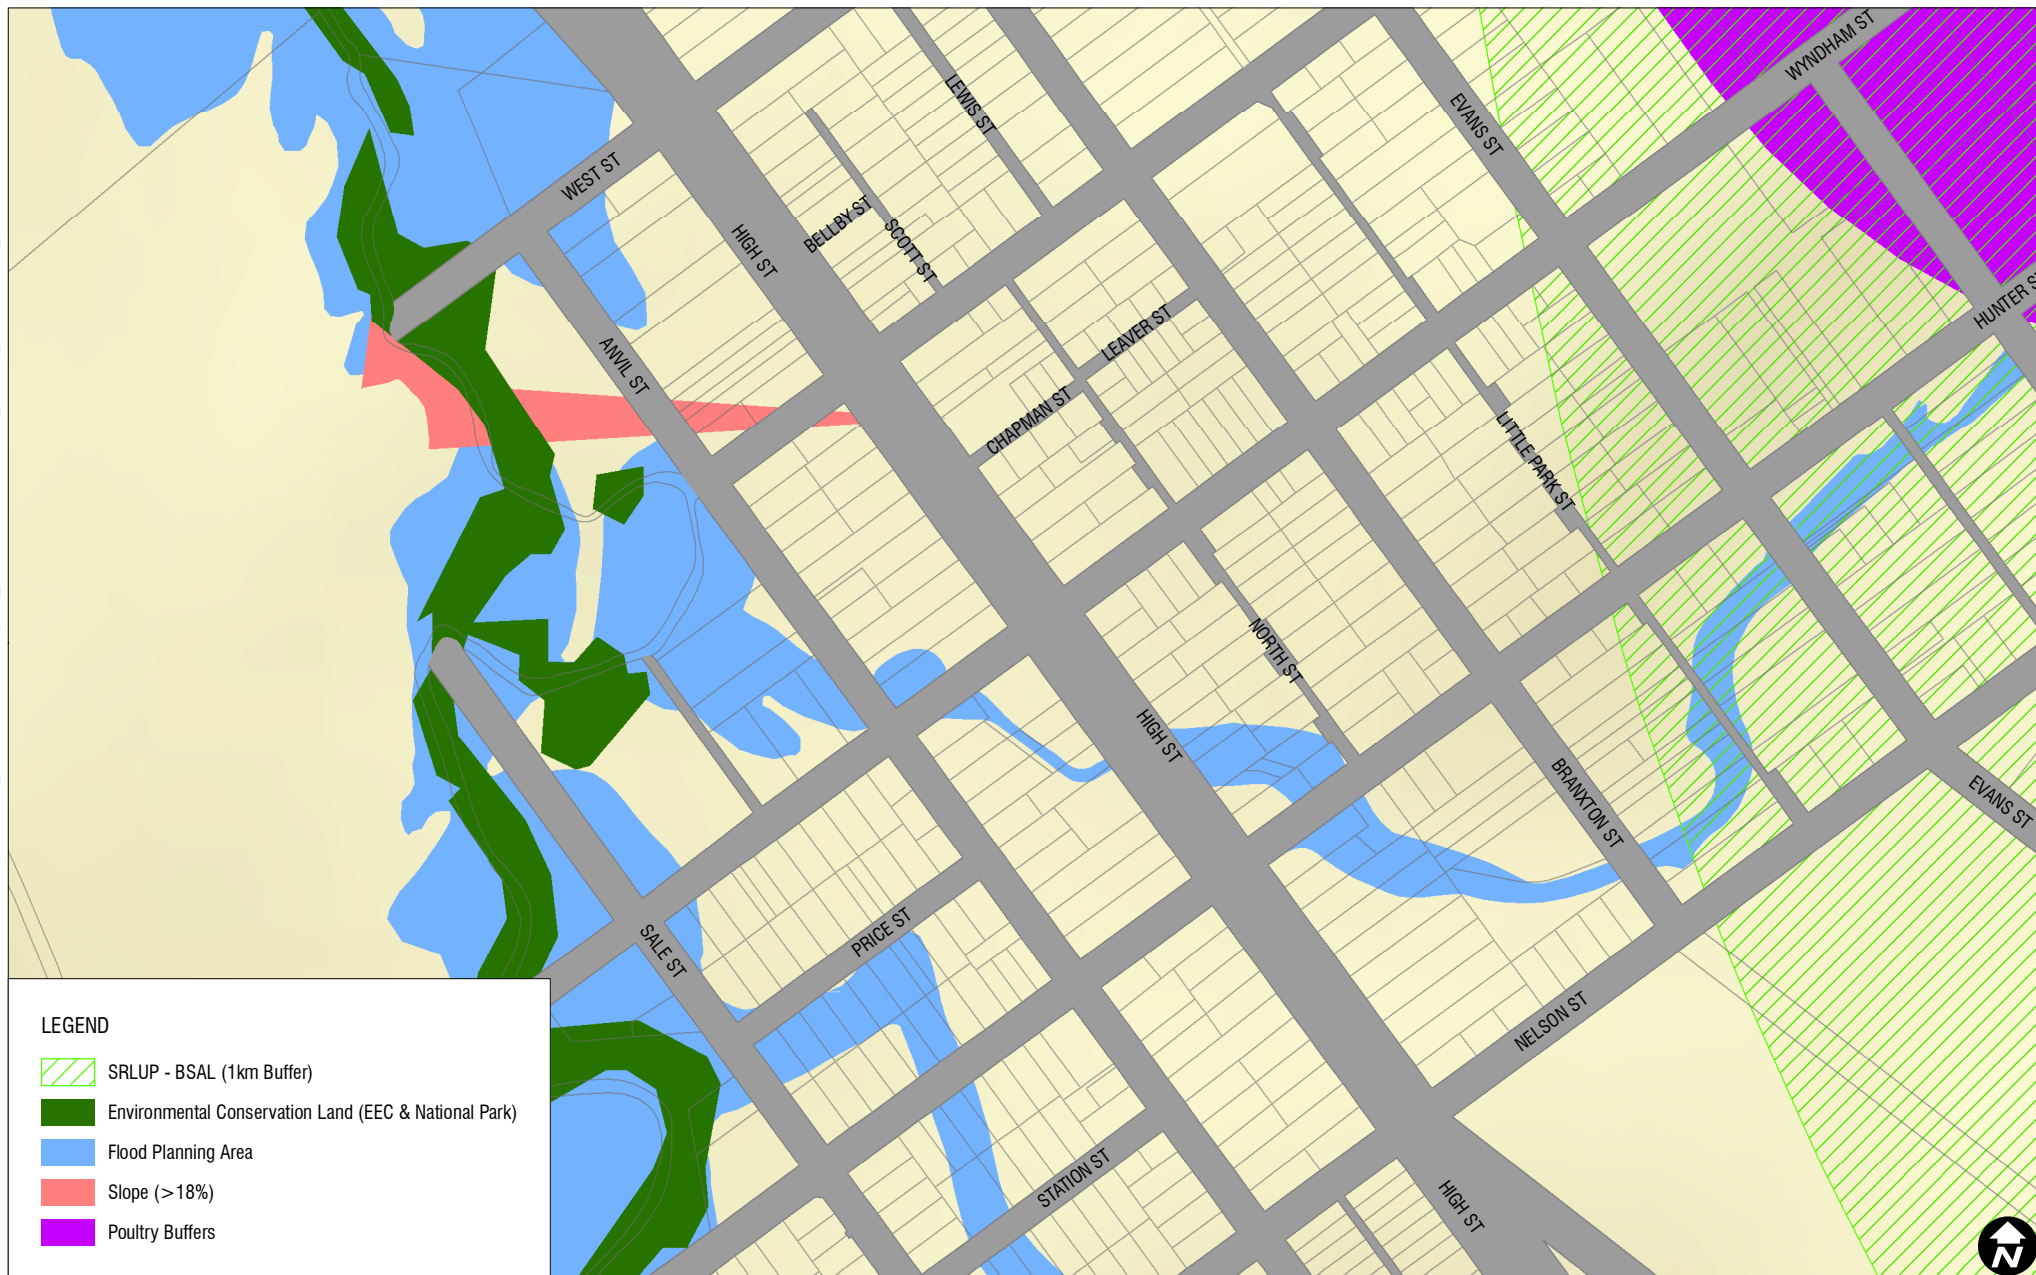 WYNDHAM ST
LEWIS ST
EVANS ST
WEST ST
BELLBY ST
SCOTT ST
HIGH ST
HUNTER S
LEAVER ST
ANVIL ST
CHAPMAN ST
LITTLE PARK ST
NORTH ST
HIGH ST
BRANXTON ST
EVANS ST
PRICE ST
SALE ST
NELSON ST
STATION ST
HIGH ST
LEGEND
SRLUP - BSAL (1km Buffer)
Environmental Conservation Land (EEC & National Park)
Flood Planning Area
Slope (>18%)
Poultry Buffers
N